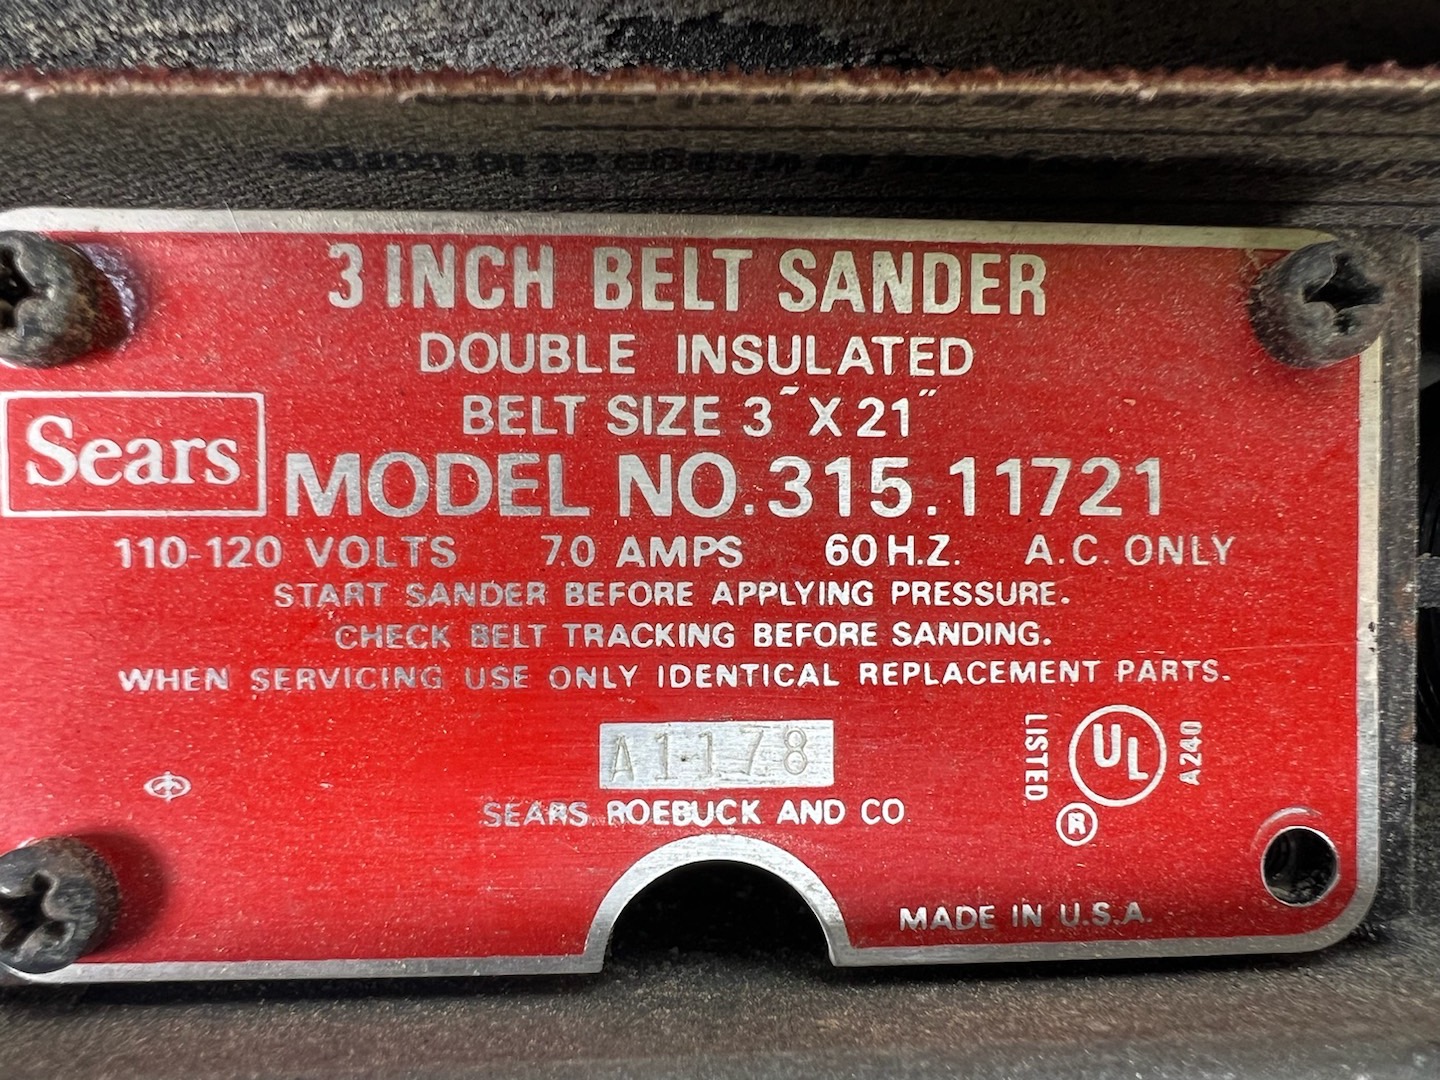 3 INCH BELT SANDER
DOUBLE INSULATED
BELT SIZE 3" X 21"
Sears
MODEL NO. 315.11721
110-120 VOLTS 7.0 AMPS 60 H.Z. A.C. ONLY
START SANDER BEFORE APPLYING PRESSURE.
CHECK BELT TRACKING BEFORE SANDING.
WHEN SERVICING USE ONLY IDENTICAL REPLACEMENT PARTS.
A1178
LISTED UL A240
®
SEARS ROEBUCK AND CO
MADE IN U.S.A.